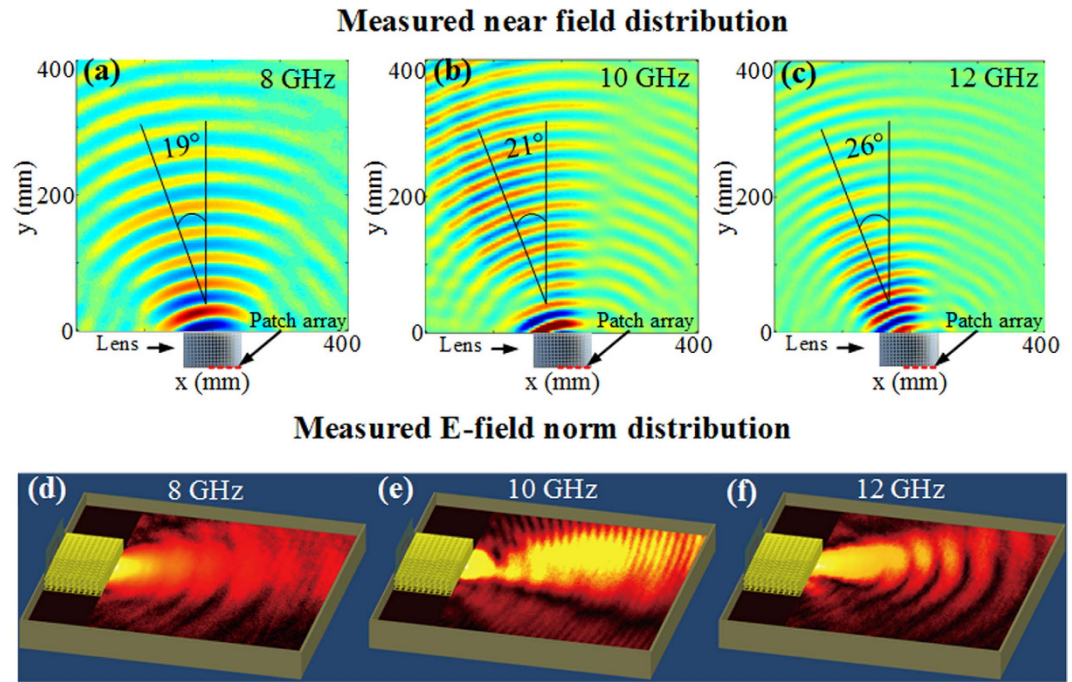 Measured near field distribution
(a) 8 GHz
(b) 10 GHz
(c) 12 GHz
400 400 400
19° 21° 26°
200 200 200
y (mm) y (mm) y (mm)
0 0 0
Patch array Patch array Patch array
Lens 400 Lens 400 Lens 400
x (mm) x (mm) x (mm)
Measured E-field norm distribution
(d) 8 GHz
(e) 10 GHz
(f) 12 GHz